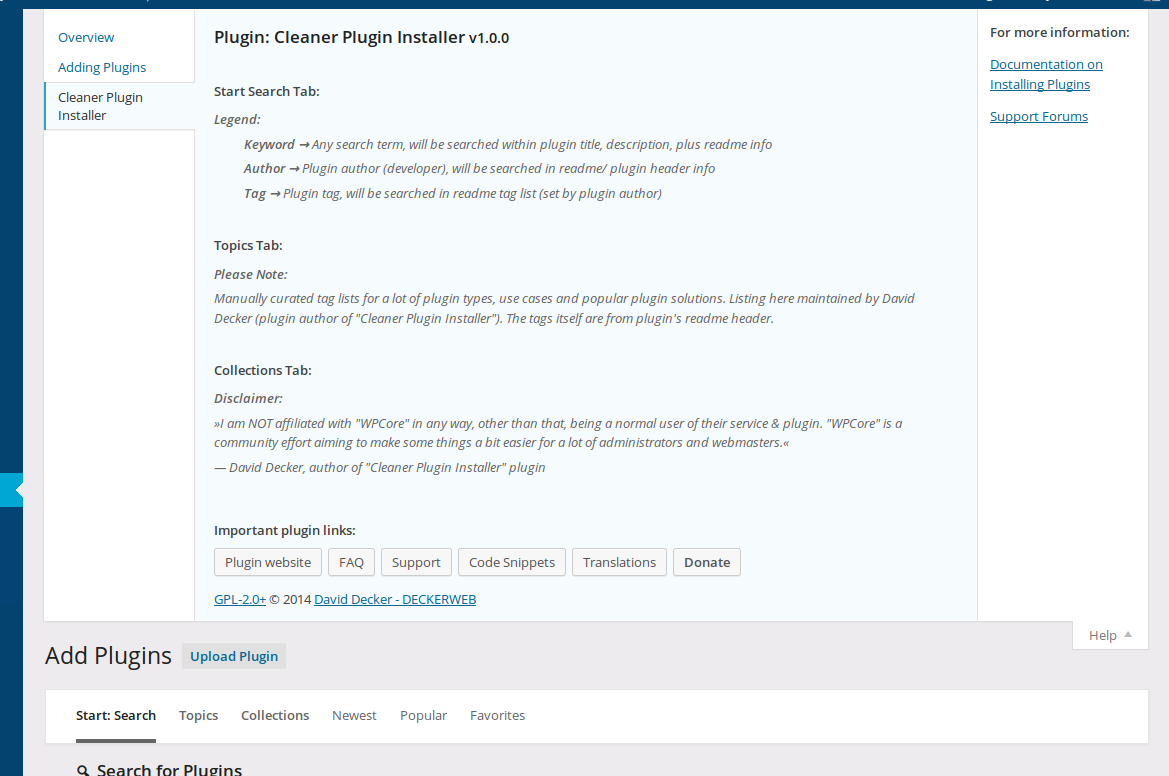 Overview
Adding Plugins
Cleaner Plugin
Installer
Plugin: Cleaner Plugin Installer v1.0.0
Start Search Tab:
Legend:
Keyword → Any search term, will be searched within plugin title, description, plus readme info
Author → Plugin author (developer), will be searched in readme/ plugin header info
Tag → Plugin tag, will be searched in readme tag list (set by plugin author)
Topics Tab:
Please Note:
Manually curated tag lists for a lot of plugin types, use cases and popular plugin solutions. Listing here maintained by David
Decker (plugin author of "Cleaner Plugin Installer"). The tags itself are from plugin's readme header.
Collections Tab:
Disclaimer:
»I am NOT affiliated with "WPCore" in any way, other than that, being a normal user of their service & plugin. "WPCore" is a
community effort aiming to make some things a bit easier for a lot of administrators and webmasters.«
— David Decker, author of "Cleaner Plugin Installer" plugin
Important plugin links:
Plugin website FAQ Support Code Snippets Translations Donate
GPL-2.0+ © 2014 David Decker - DECKERWEB
For more information:
Documentation on
Installing Plugins
Support Forums
Help
Add Plugins Upload Plugin
Start: Search Topics Collections Newest Popular Favorites
Search for Plugins